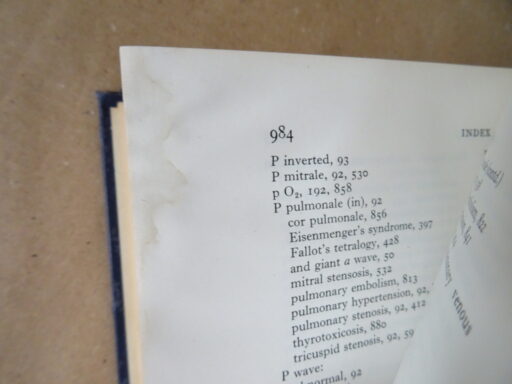 984
INDEX
P inverted, 93
P mitrale, 92, 530
p O₂, 192, 858
P pulmonale (in), 92
cor pulmonale, 856
Eisenmenger's syndrome, 397
Fallot's tetralogy, 428
and giant a wave, 50
mitral stensosis, 532
pulmonary embolism, 813
pulmonary hypertension, 92,
pulmonary stenosis, 92, 412
thyrotoxicosis, 880
tricuspid stenosis, 92, 59
P wave:
normal, 92
venous